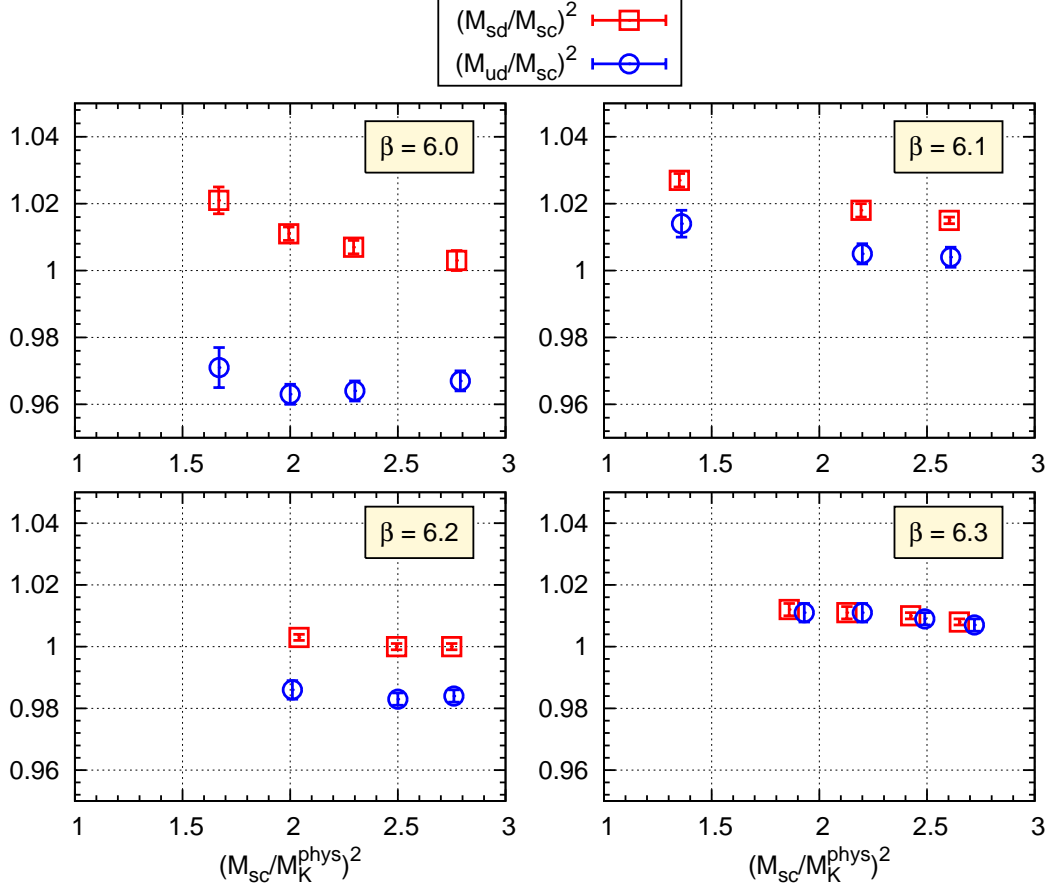 (M_sd/M_sc)^2
(M_ud/M_sc)^2
1.04
1.02
1
0.98
0.96
β = 6.0
1 1.5 2 2.5 3
1.04
1.02
1
0.98
0.96
β = 6.1
1 1.5 2 2.5 3
1.04
1.02
1
0.98
0.96
β = 6.2
1 1.5 2 2.5 3
(M_sc/M_K^phys)^2
1.04
1.02
1
0.98
0.96
β = 6.3
1 1.5 2 2.5 3
(M_sc/M_K^phys)^2